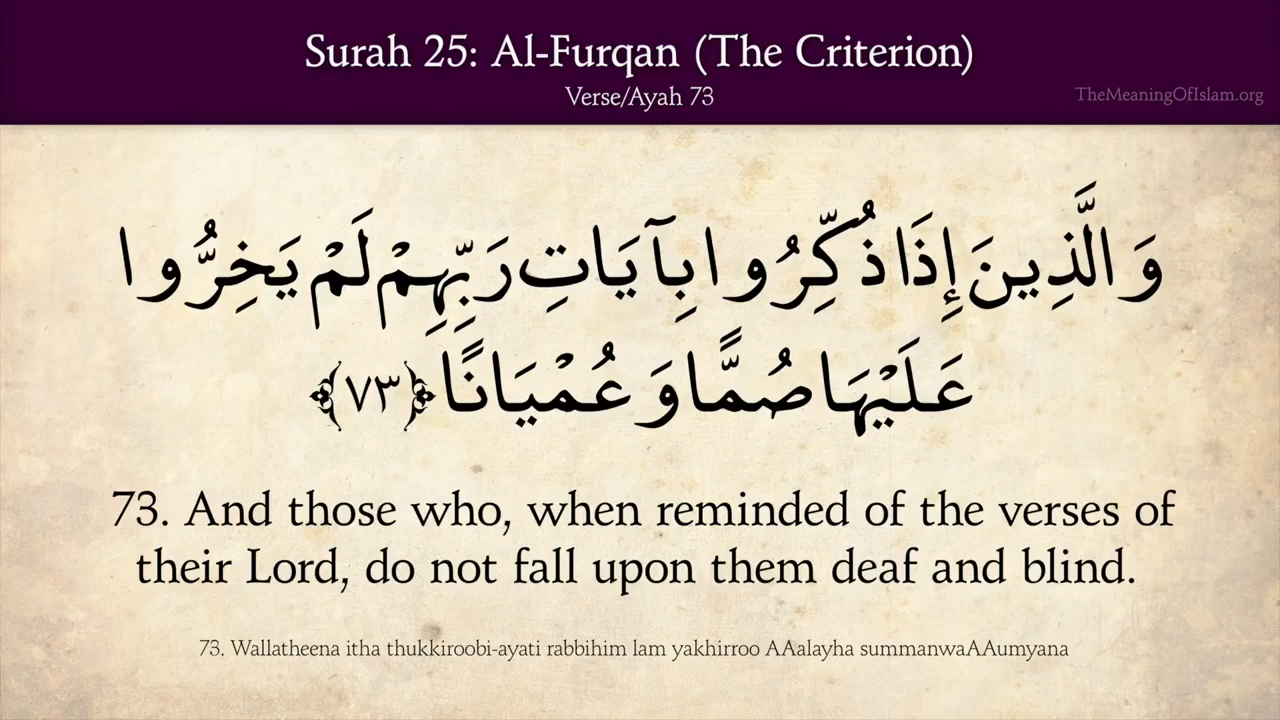 Surah 25: Al-Furqan (The Criterion)
Verse/Ayah 73
TheMeaningOfIslam.org
وَالَّذِينَ إِذَا ذُكِّرُوا بِآيَاتِ رَبِّهِمْ لَمْ يَخِرُّوا
عَلَيْهَا صُمًّا وَعُمْيَانًا ﴿٧٣﴾
73. And those who, when reminded of the verses of
their Lord, do not fall upon them deaf and blind.
73. Wallatheena itha thukkiroobi-ayati rabbihim lam yakhirroo AAalayha summanwaAAumyana